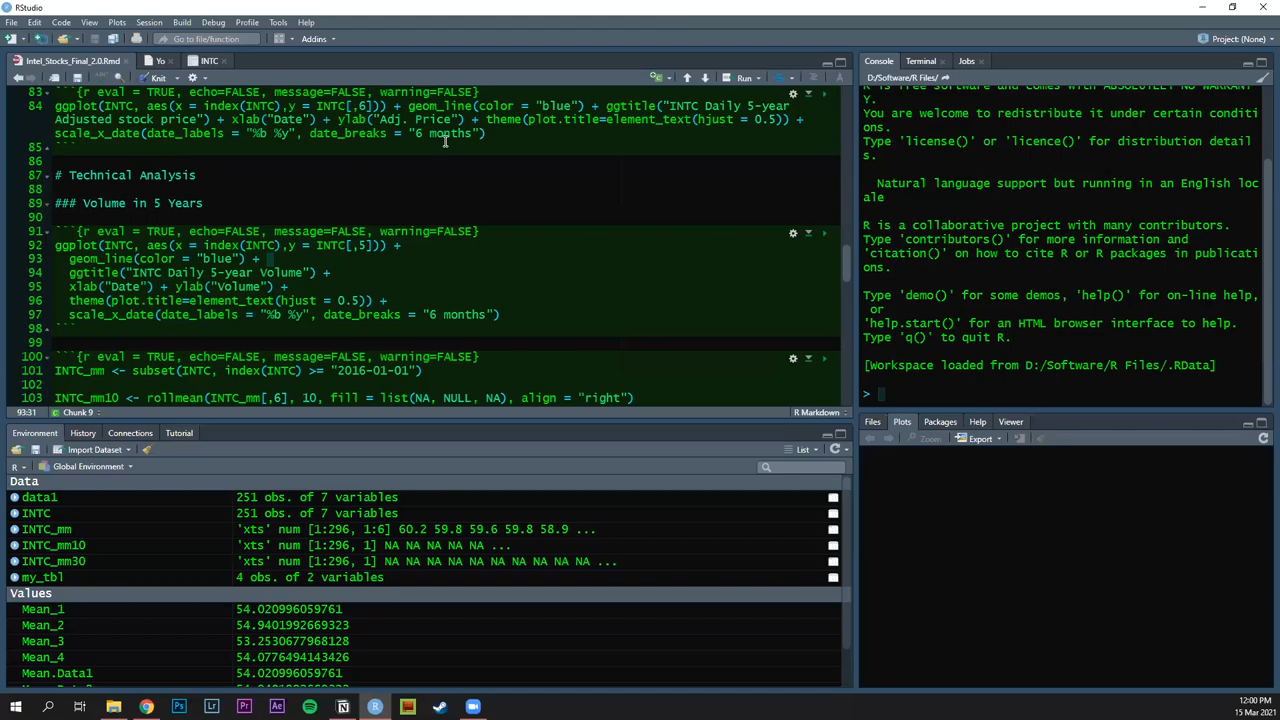 RStudio
File Edit Code View Plots Session Build Debug Profile Tools Help
Go to file/function Addins Project: (None)
Intel_Stocks_Final_2.0.Rmd Yo INTC
Knit Run
83 ```{r eval = TRUE, echo=FALSE, message=FALSE, warning=FALSE}
84 ggplot(INTC, aes(x = index(INTC),y = INTC[,6])) + geom_line(color = "blue") + ggtitle("INTC Daily 5-year
Adjusted stock price") + xlab("Date") + ylab("Adj. Price") + theme(plot.title=element_text(hjust = 0.5)) +
scale_x_date(date_labels = "%b %y", date_breaks = "6 months")
85 ```
86
87 # Technical Analysis
88
89 ### Volume in 5 Years
90
91 ```{r eval = TRUE, echo=FALSE, message=FALSE, warning=FALSE}
92 ggplot(INTC, aes(x = index(INTC),y = INTC[,5])) +
93 geom_line(color = "blue") +
94 ggtitle("INTC Daily 5-year Volume") +
95 xlab("Date") + ylab("Volume") +
96 theme(plot.title=element_text(hjust = 0.5)) +
97 scale_x_date(date_labels = "%b %y", date_breaks = "6 months")
98 ```
99
100 ```{r eval = TRUE, echo=FALSE, message=FALSE, warning=FALSE}
101 INTC_mm <- subset(INTC, index(INTC) >= "2016-01-01")
102
103 INTC_mm10 <- rollmean(INTC_mm[,6], 10, fill = list(NA, NULL, NA), align = "right")
93:31 Chunk 9 R Markdown
Environment History Connections Tutorial
Import Dataset List
R Global Environment
Data
data1 251 obs. of 7 variables
INTC 251 obs. of 7 variables
INTC_mm 'xts' num [1:296, 1:6] 60.2 59.8 59.6 59.8 58.9 ...
INTC_mm10 'xts' num [1:296, 1] NA NA NA NA NA ...
INTC_mm30 'xts' num [1:296, 1] NA NA NA NA NA NA NA NA NA ...
my_tbl 4 obs. of 2 variables
Values
Mean_1 54.020996059761
Mean_2 54.9401992669323
Mean_3 53.2530677968128
Mean_4 54.0776494143426
Mean.Data1 54.020996059761
Console Terminal Jobs
D:/Software/R Files/
R is free software and comes with ABSOLUTELY NO WARRANT
Y.
You are welcome to redistribute it under certain conditi
ons.
Type 'license()' or 'licence()' for distribution detail
s.
Natural language support but running in an English loc
ale
R is a collaborative project with many contributors.
Type 'contributors()' for more information and
'citation()' on how to cite R or R packages in publicati
ons.
Type 'demo()' for some demos, 'help()' for on-line help,
or
'help.start()' for an HTML browser interface to help.
Type 'q()' to quit R.
[Workspace loaded from D:/Software/R Files/.RData]
>
Files Plots Packages Help Viewer
Zoom Export
Ps Lr Pr Ae N R
12:00 PM
15 Mar 2021